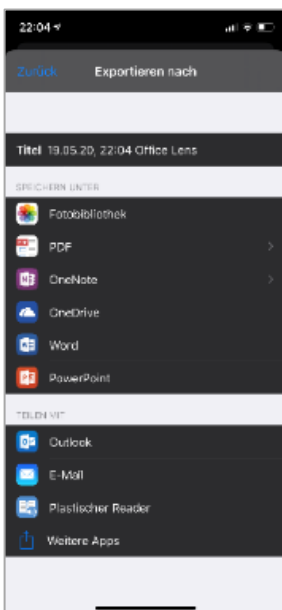 22:04
Zurück
Exportieren nach
Titel 19.05.20, 22:04 Office Lens
SPEICHERN UNTER
Fotobibliothek
PDF
OneNote
OneDrive
Word
PowerPoint
TEILEN MIT
Outlook
E-Mail
Plastischer Reader
Weitere Apps